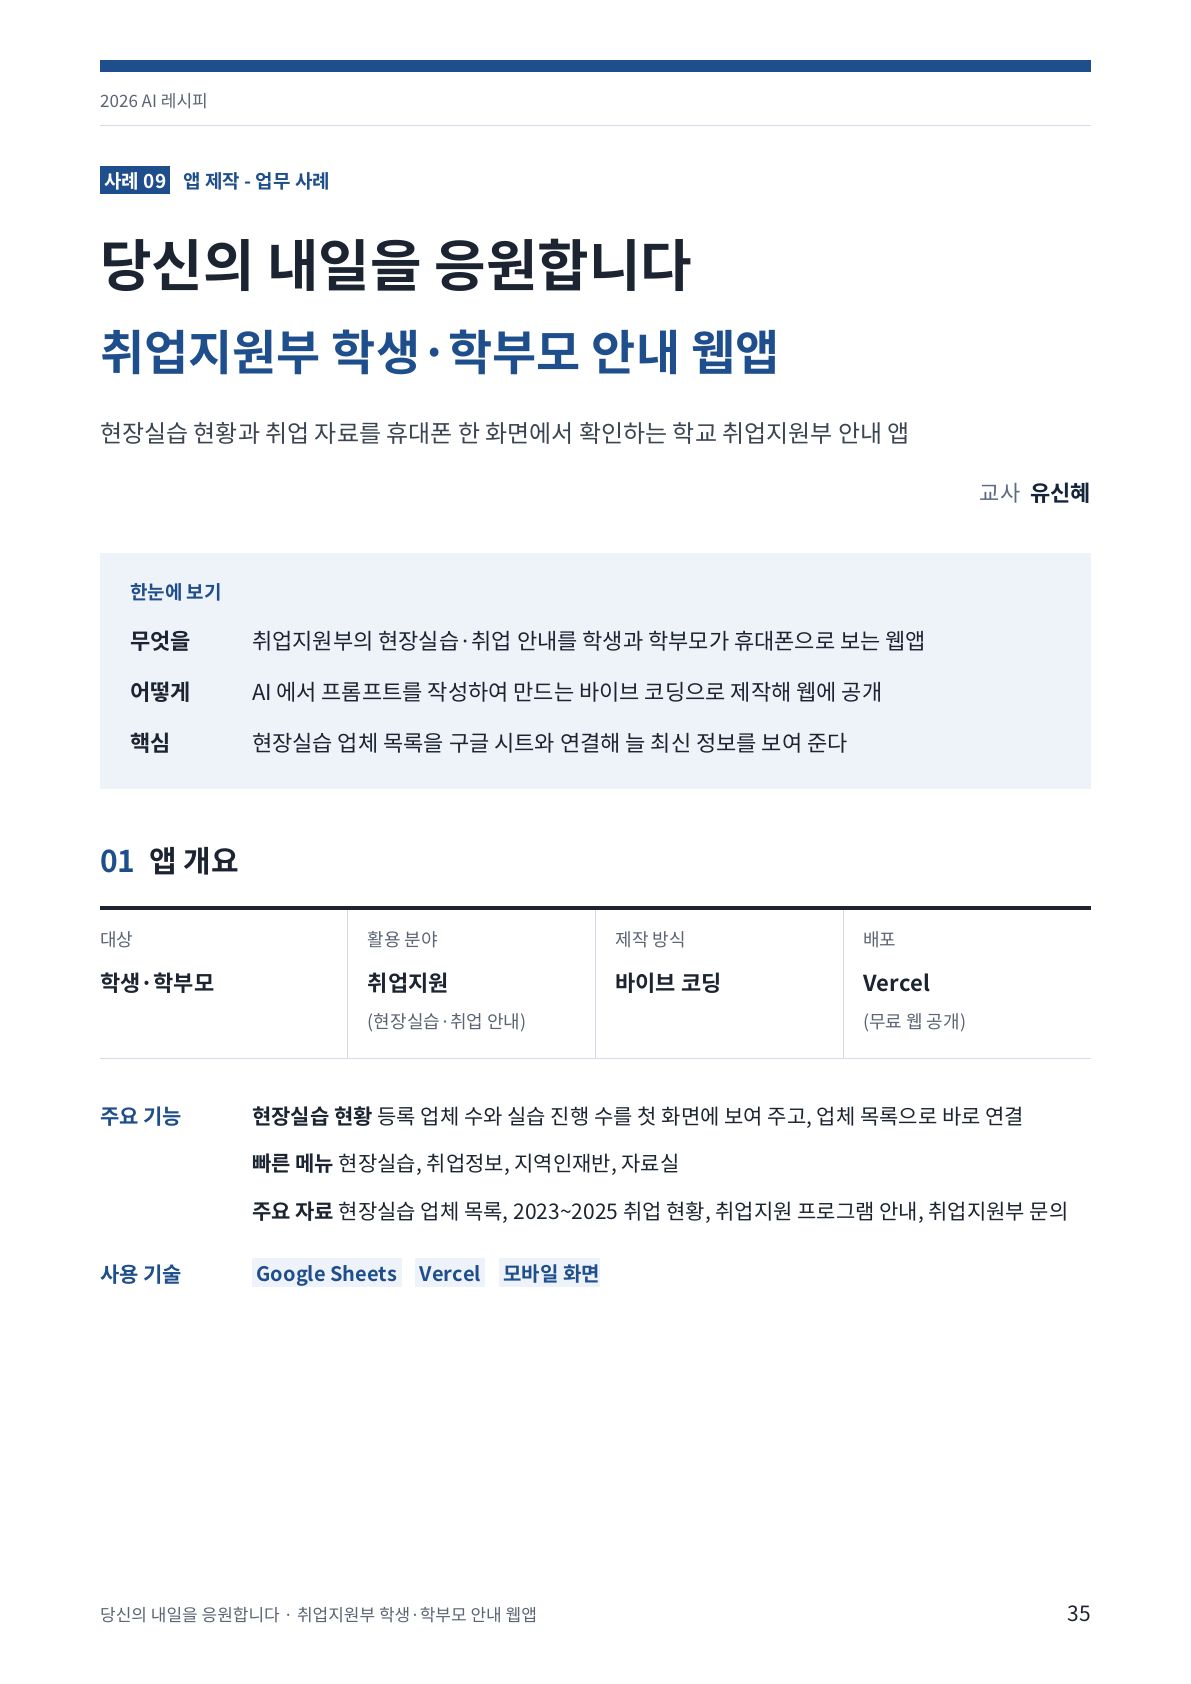 2026 AI 레시피
사례 09 앱 제작 - 업무 사례
당신의 내일을 응원합니다
취업지원부 학생·학부모 안내 웹앱
현장실습 현황과 취업 자료를 휴대폰 한 화면에서 확인하는 학교 취업지원부 안내 앱
교사 유신혜
한눈에 보기
무엇을 취업지원부의 현장실습·취업 안내를 학생과 학부모가 휴대폰으로 보는 웹앱
어떻게 AI 에서 프롬프트를 작성하여 만드는 바이브 코딩으로 제작해 웹에 공개
핵심 현장실습 업체 목록을 구글 시트와 연결해 늘 최신 정보를 보여 준다
01 앱 개요
대상 활용 분야 제작 방식 배포
학생·학부모 취업지원 바이브 코딩 Vercel
(현장실습·취업 안내) (무료 웹 공개)
주요 기능 현장실습 현황 등록 업체 수와 실습 진행 수를 첫 화면에 보여 주고, 업체 목록으로 바로 연결
빠른 메뉴 현장실습, 취업정보, 지역인재반, 자료실
주요 자료 현장실습 업체 목록, 2023~2025 취업 현황, 취업지원 프로그램 안내, 취업지원부 문의
사용 기술 Google Sheets Vercel 모바일 화면
당신의 내일을 응원합니다 · 취업지원부 학생·학부모 안내 웹앱 35